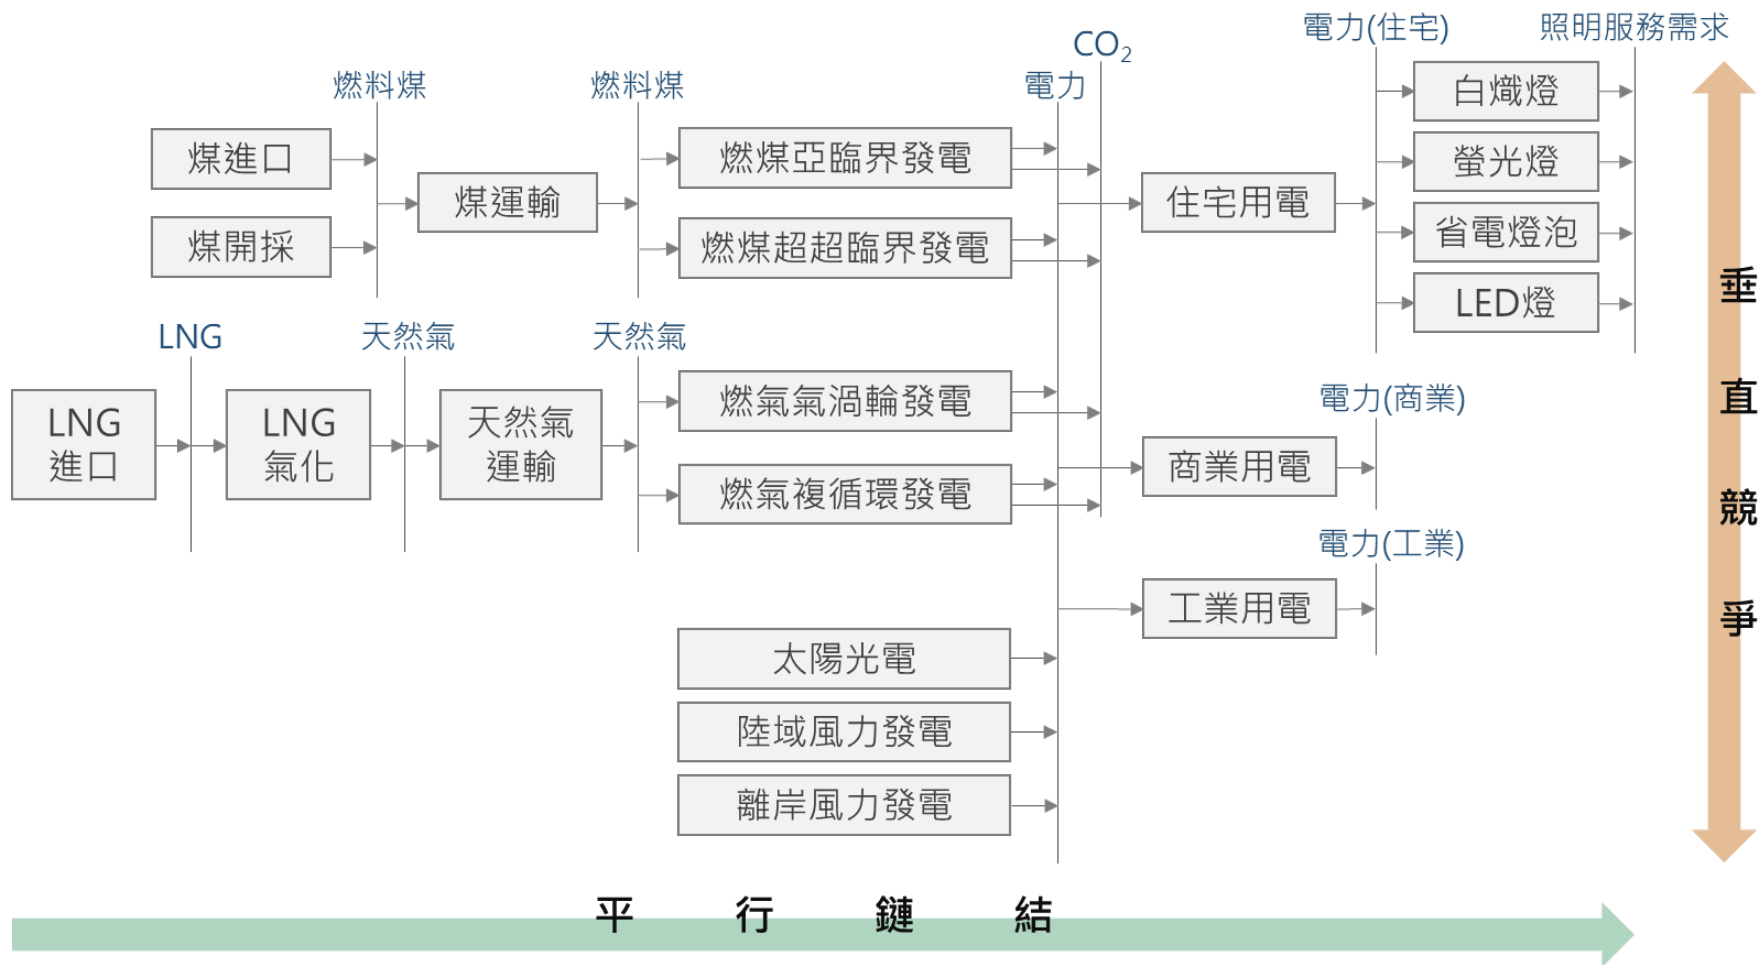 電力(住宅)
照明服務需求
CO₂
燃料煤
燃料煤
電力
白熾燈
煤進口
燃煤亞臨界發電
螢光燈
煤運輸
住宅用電
煤開採
燃煤超超臨界發電
省電燈泡
LED燈
LNG
天然氣
天然氣
LNG
進口
LNG
氣化
天然氣
運輸
燃氣氣渦輪發電
電力(商業)
燃氣複循環發電
商業用電
電力(工業)
工業用電
太陽光電
陸域風力發電
離岸風力發電
垂直競爭
平行鏈結